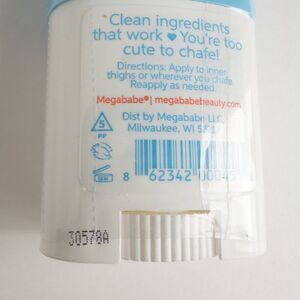 Clean ingredients
that work ♥ You're too
cute to chafe!
Directions: Apply to inner
thighs or wherever you chafe.
Reapply as needed.
Megababe® | megababebeauty.com
Dist by Megababe LLC
Milwaukee, WI
5
PP
8 62342 00045
30578A